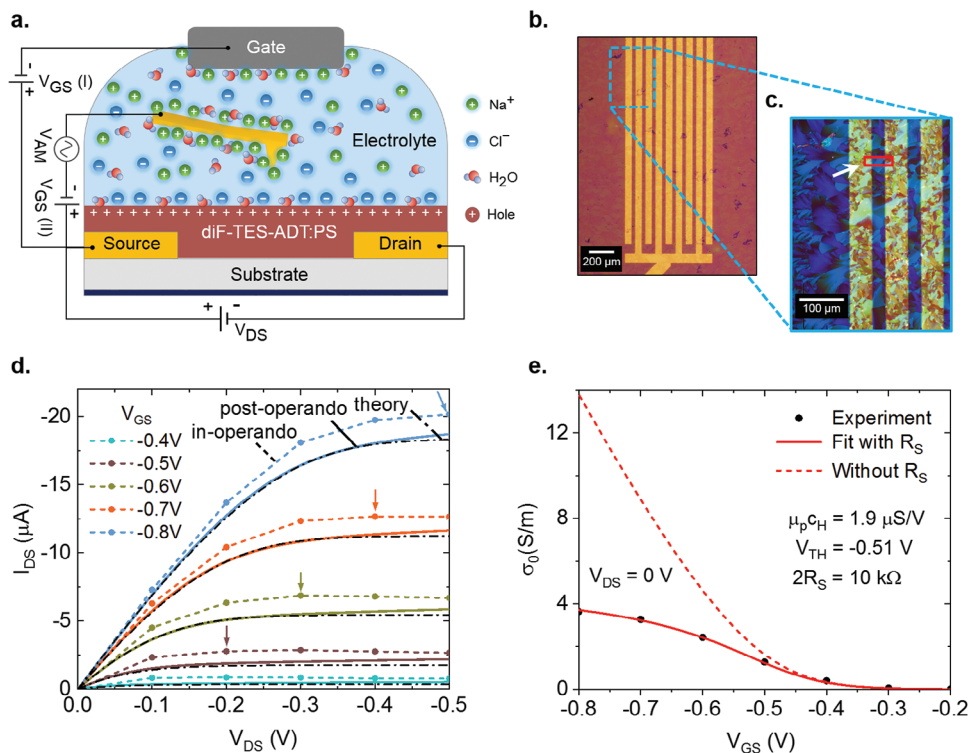 a.
Gate
V_GS (I)
-
+
V_AM
V_GS (II)
-
+
Electrolyte
Na⁺
Cl⁻
H₂O
Hole
+ + + + + + + + + + + + + + + + + + +
diF-TES-ADT:PS
Source
Drain
Substrate
+
-
V_DS
b.
200 µm
c.
100 µm
d.
V_GS
-0.4V
-0.5V
-0.6V
-0.7V
-0.8V
post-operando
theory
in-operando
I_DS (µA)
-20
-15
-10
-5
0
0.0
-0.1
-0.2
-0.3
-0.4
-0.5
V_DS (V)
e.
Experiment
Fit with R_S
Without R_S
µ_pc_H = 1.9 µS/V
V_TH = -0.51 V
2R_S = 10 kΩ
V_DS = 0 V
σ₀(S/m)
12
8
4
0
-0.8
-0.7
-0.6
-0.5
-0.4
-0.3
-0.2
V_GS (V)